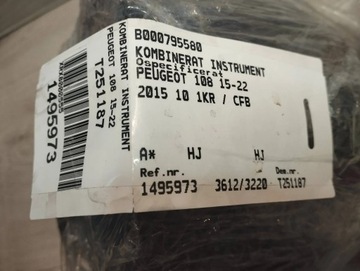 B000795580
KOMBINERAT INSTRUMENT
Ospecificerat
PEUGEOT 108 15-22
2015 10 1KR / CFB
A* HJ HJ
Ref.nr. Dem.nr.
1495973 3612/3220 T251187
KOMBINERAT INSTRUMENT
PEUGEOT 108 15-22
T251187
1495973